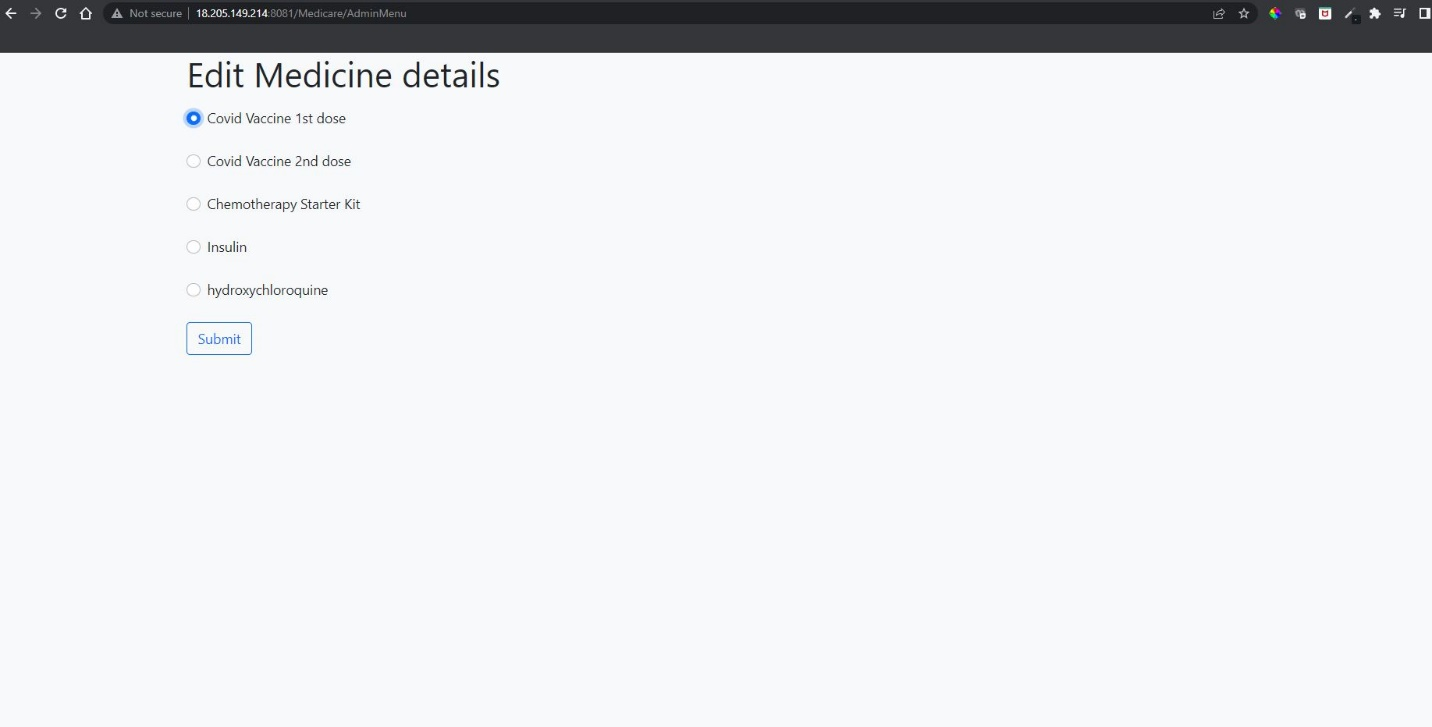 Not secure 18.205.149.214:8081/Medicare/AdminMenu
Edit Medicine details
Covid Vaccine 1st dose
Covid Vaccine 2nd dose
Chemotherapy Starter Kit
Insulin
hydroxychloroquine
Submit